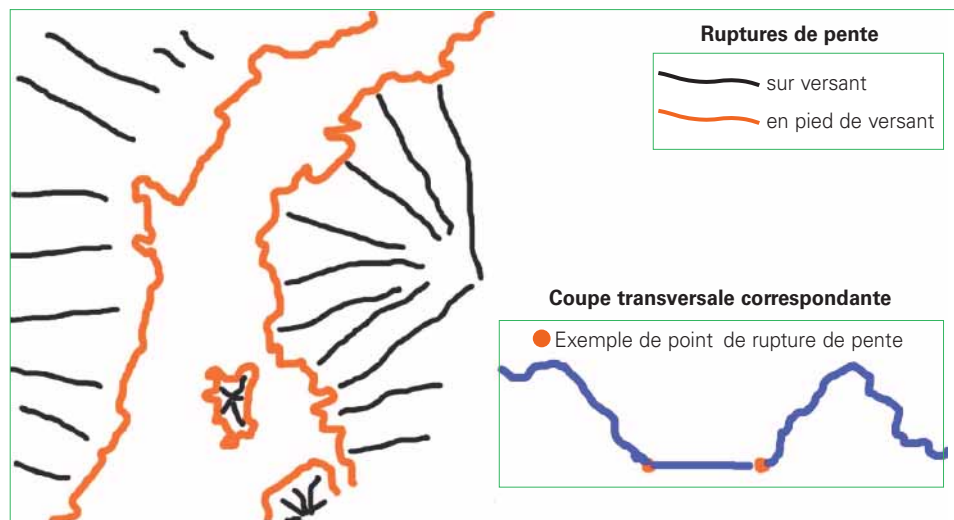 Ruptures de pente
sur versant
en pied de versant
Coupe transversale correspondante
Exemple de point de rupture de pente